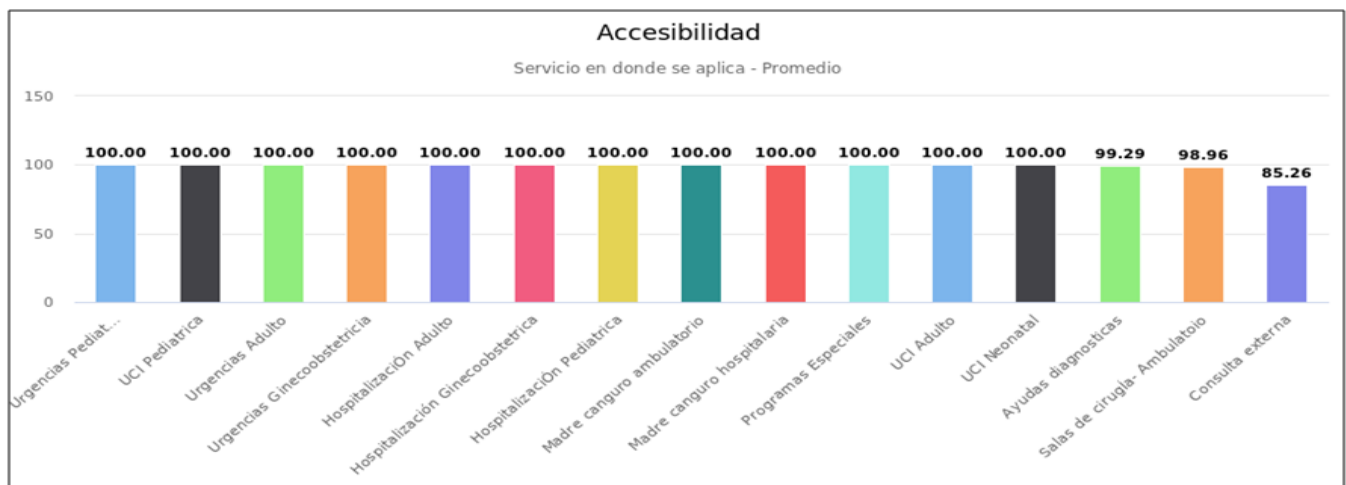 Accesibilidad
Servicio en donde se aplica - Promedio
150
100
50
0
100.00 100.00 100.00 100.00 100.00 100.00 100.00 100.00 100.00 100.00 100.00 100.00 99.29 98.96 85.26
Urgencias Pediat...
UCI Pediatrica
Urgencias Adulto
Urgencias Ginecoobstetricia
HospitalizaciÒn Adulto
Hospitalización Ginecoobstetrica
HospitalizaciÒn Pediatrica
Madre canguro ambulatorio
Madre canguro hospitalaria
Programas Especiales
UCI Adulto
UCI Neonatal
Ayudas diagnosticas
Salas de cirugìa- Ambulatoio
Consulta externa